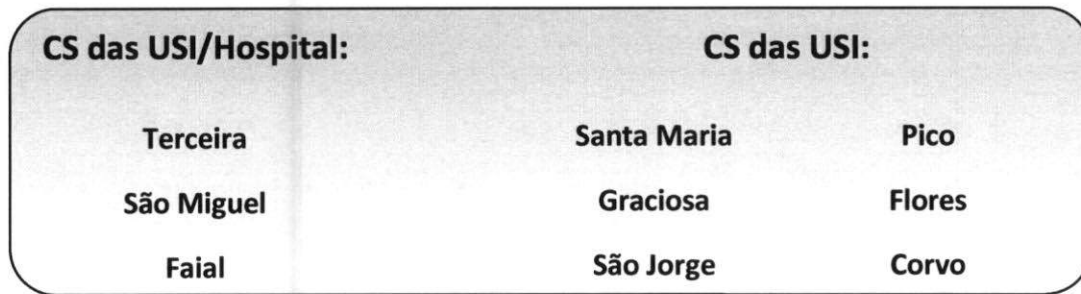 CS das USI/Hospital: CS das USI:
Terceira Santa Maria Pico
São Miguel Graciosa Flores
Faial São Jorge Corvo